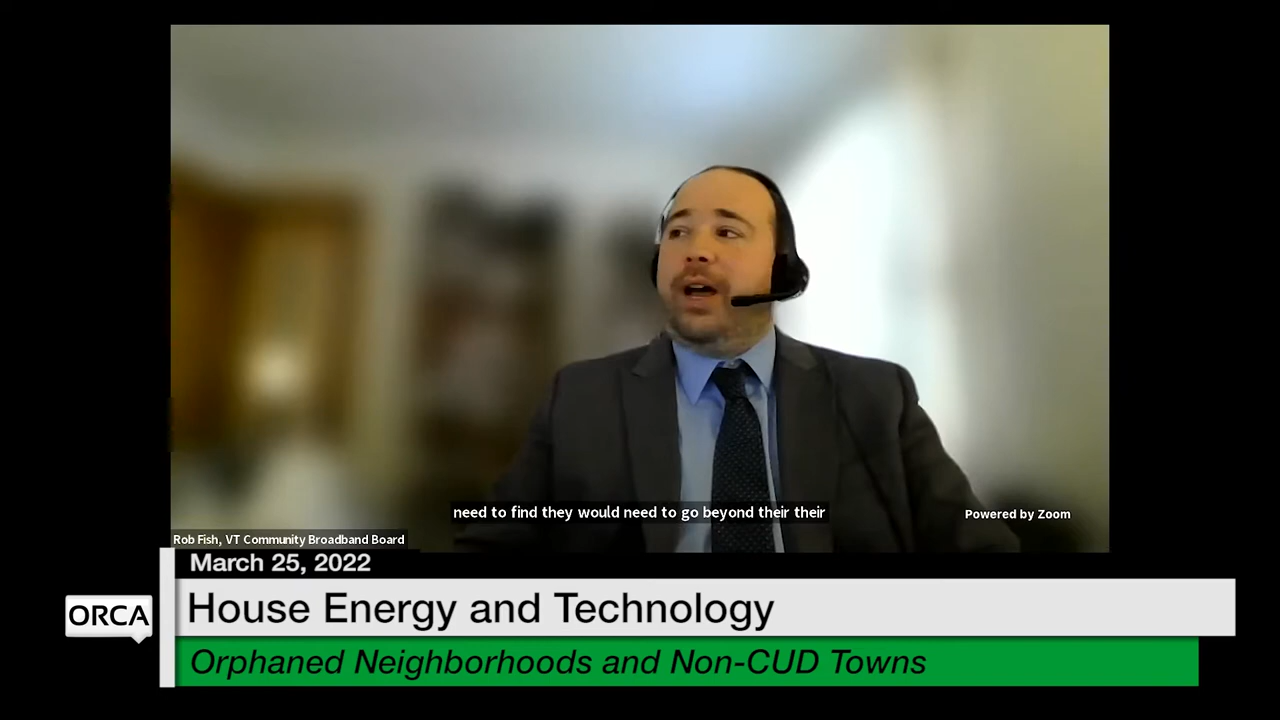 need to find they would need to go beyond their their
Powered by Zoom
Rob Fish, VT Community Broadband Board
March 25, 2022
ORCA
House Energy and Technology
Orphaned Neighborhoods and Non-CUD Towns